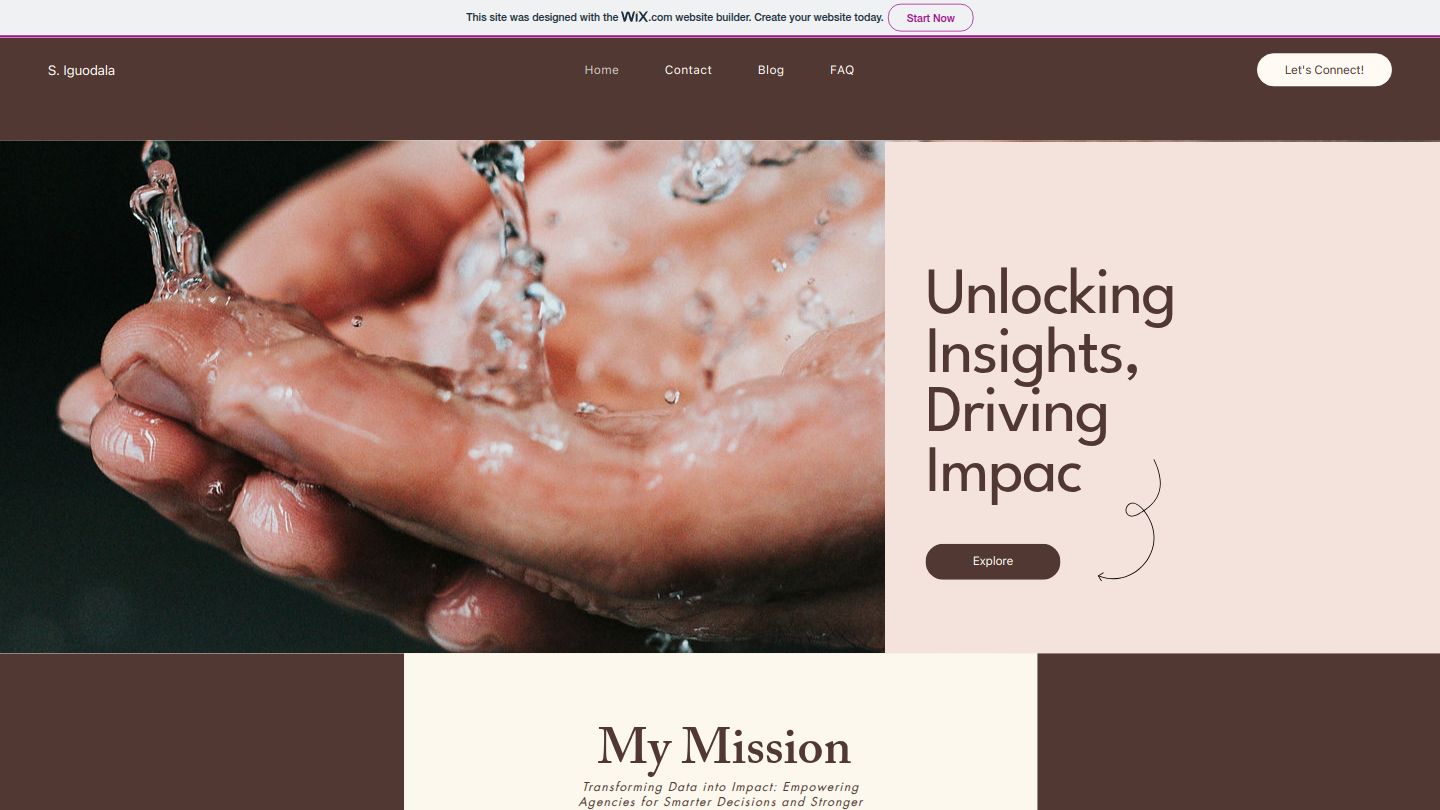 This site was designed with the WiX.com website builder. Create your website today. Start Now
S. Iguodala
Home Contact Blog FAQ
Let's Connect!
Unlocking
Insights,
Driving
Impac
Explore
My Mission
Transforming Data into Impact: Empowering
Agencies for Smarter Decisions and Stronger